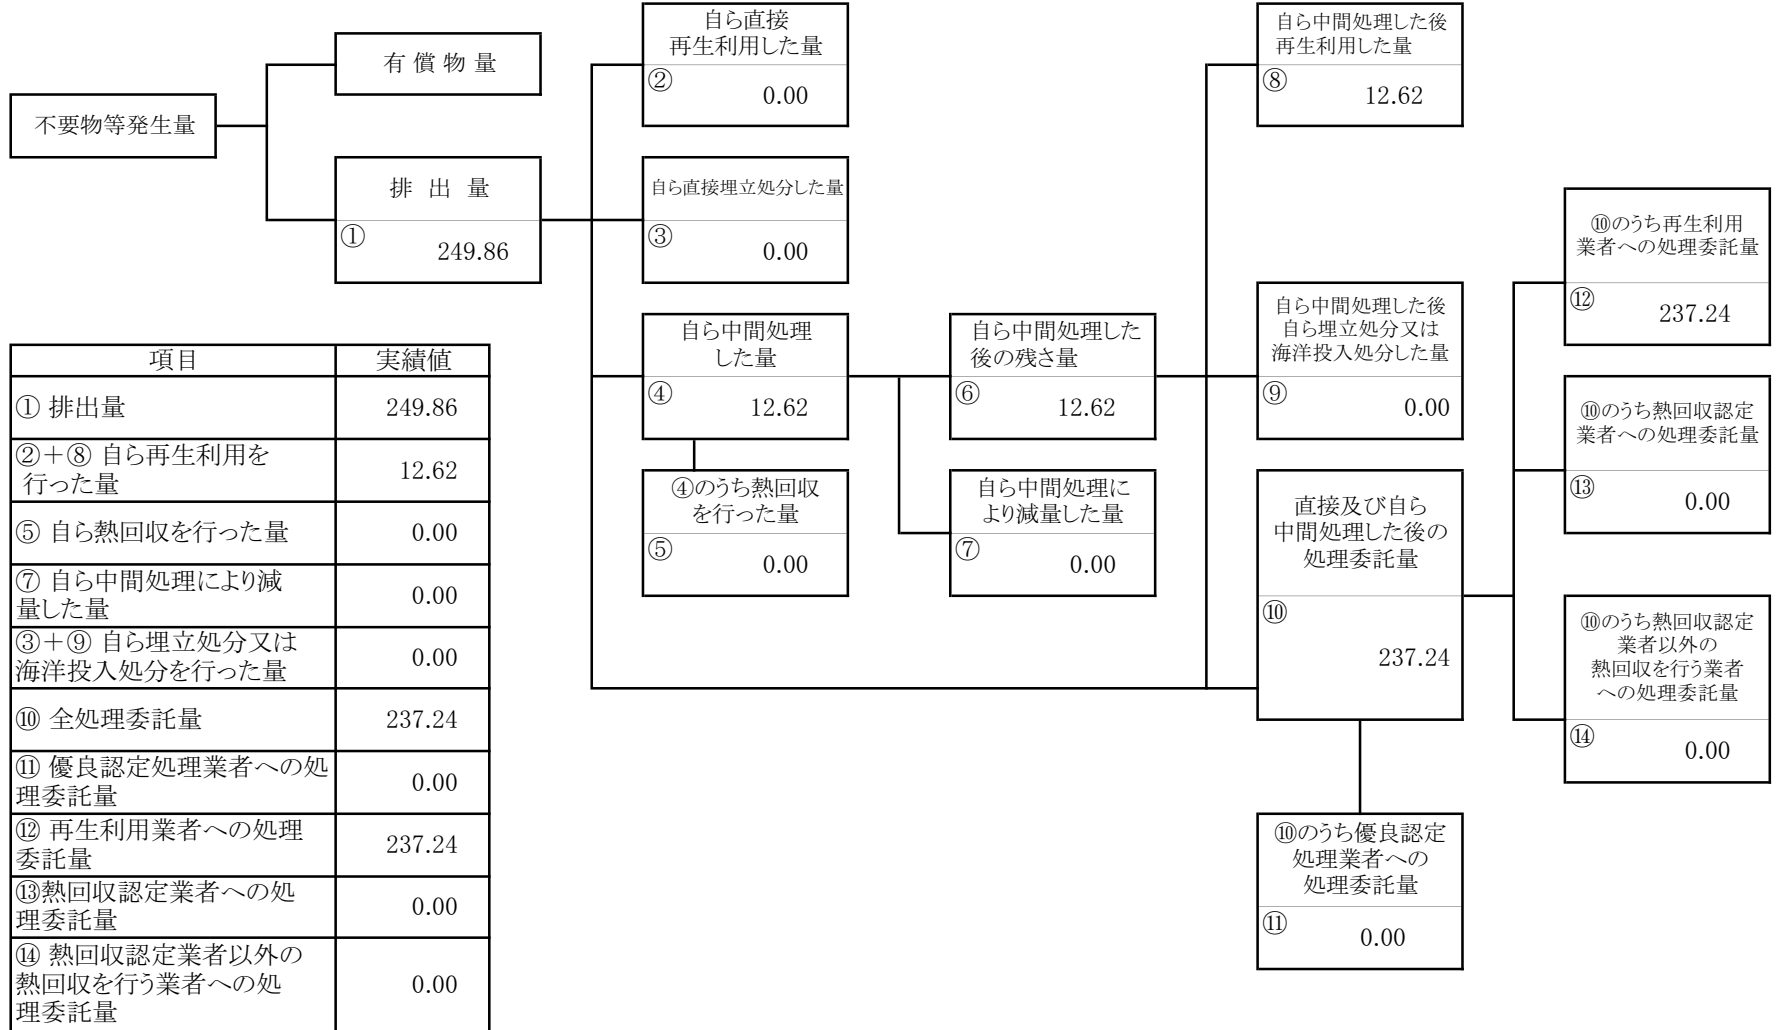 不要物等発生量
有償物量
排出量
①
249.86
自ら直接
再生利用した量
②
0.00
自ら直接埋立処分した量
③
0.00
自ら中間処理
した量
④
12.62
④のうち熱回収
を行った量
⑤
0.00
自ら中間処理した
後の残さ量
⑥
12.62
自ら中間処理に
より減量した量
⑦
0.00
自ら中間処理した後
再生利用した量
⑧
12.62
自ら中間処理した後
自ら埋立処分又は
海洋投入処分した量
⑨
0.00
直接及び自ら
中間処理した後の
処理委託量
⑩
237.24
⑩のうち優良認定
処理業者への
処理委託量
⑪
0.00
⑩のうち再生利用
業者への処理委託量
⑫
237.24
⑩のうち熱回収認定
業者への処理委託量
⑬
0.00
⑩のうち熱回収認定
業者以外の
熱回収を行う業者
への処理委託量
⑭
0.00
項目 実績値
① 排出量 249.86
②+⑧ 自ら再生利用を
行った量 12.62
⑤ 自ら熱回収を行った量 0.00
⑦ 自ら中間処理により減
量した量 0.00
③+⑨ 自ら埋立処分又は
海洋投入処分を行った量 0.00
⑩ 全処理委託量 237.24
⑪ 優良認定処理業者への処
理委託量 0.00
⑫ 再生利用業者への処理
委託量 237.24
⑬熱回収認定業者への処
理委託量 0.00
⑭ 熱回収認定業者以外の
熱回収を行う業者への処
理委託量 0.00